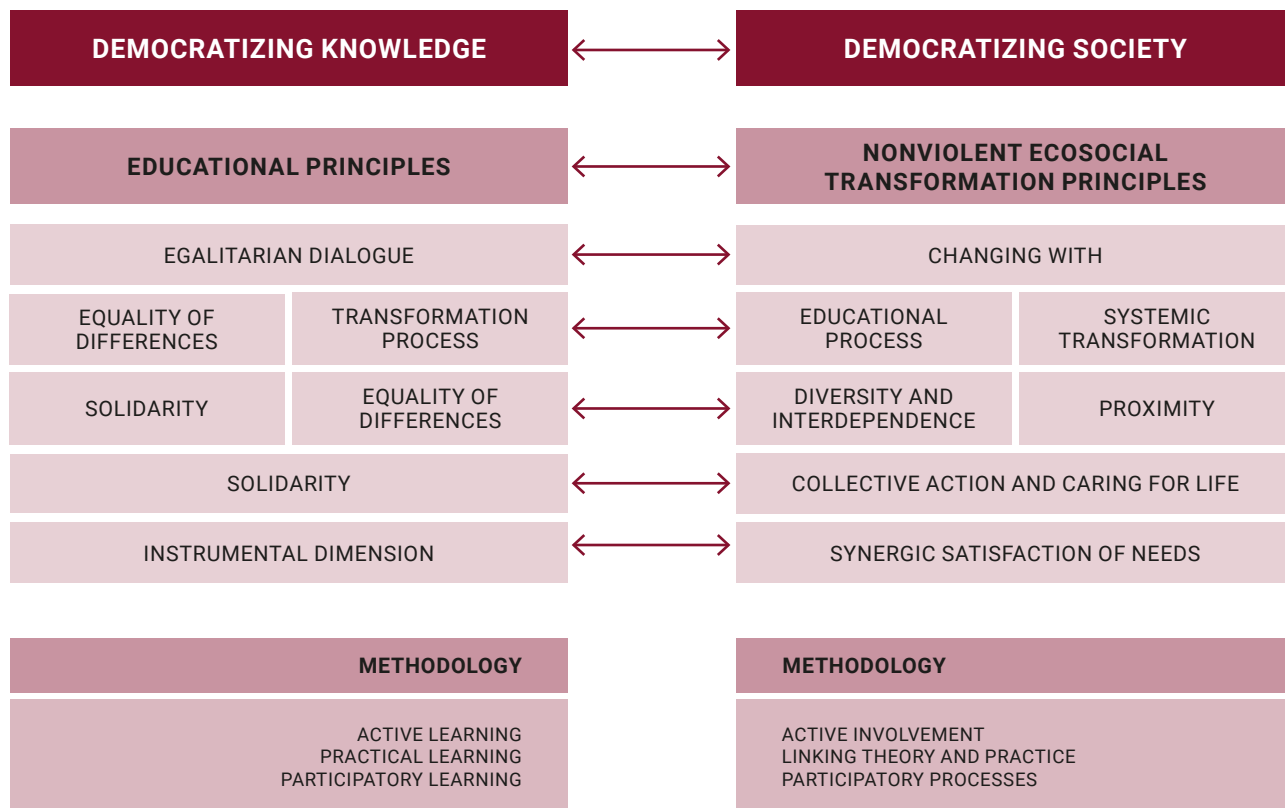 DEMOCRATIZING KNOWLEDGE
DEMOCRATIZING SOCIETY
EDUCATIONAL PRINCIPLES
NONVIOLENT ECOSOCIAL
TRANSFORMATION PRINCIPLES
EGALITARIAN DIALOGUE
CHANGING WITH
EQUALITY OF
DIFFERENCES
TRANSFORMATION
PROCESS
EDUCATIONAL
PROCESS
SYSTEMIC
TRANSFORMATION
SOLIDARITY
EQUALITY OF
DIFFERENCES
DIVERSITY AND
INTERDEPENDENCE
PROXIMITY
SOLIDARITY
COLLECTIVE ACTION AND CARING FOR LIFE
INSTRUMENTAL DIMENSION
SYNERGIC SATISFACTION OF NEEDS
METHODOLOGY
ACTIVE LEARNING
PRACTICAL LEARNING
PARTICIPATORY LEARNING
METHODOLOGY
ACTIVE INVOLVEMENT
LINKING THEORY AND PRACTICE
PARTICIPATORY PROCESSES